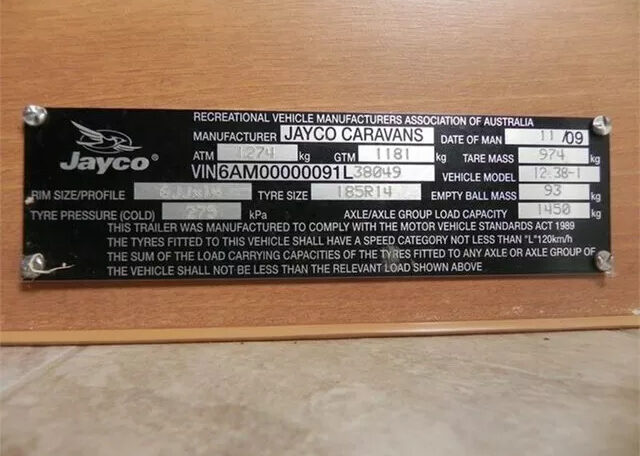 RECREATIONAL VEHICLE MANUFACTURERS ASSOCIATION OF AUSTRALIA
Jayco®
MANUFACTURER JAYCO CARAVANS DATE OF MAN 11/09
ATM 1274 kg GTM 1181 kg TARE MASS 974 kg
VIN 6AM00000091L38049 VEHICLE MODEL 12.38-1
RIM SIZE/PROFILE TYRE SIZE 185R14 EMPTY BALL MASS 93 kg
TYRE PRESSURE (COLD) 275 kPa AXLE/AXLE GROUP LOAD CAPACITY 1450 kg
THIS TRAILER WAS MANUFACTURED TO COMPLY WITH THE MOTOR VEHICLE STANDARDS ACT 1989
THE TYRES FITTED TO THIS VEHICLE SHALL HAVE A SPEED CATEGORY NOT LESS THAN "L"120km/h
THE SUM OF THE LOAD CARRYING CAPACITIES OF THE TYRES FITTED TO ANY AXLE OR AXLE GROUP OF
THE VEHICLE SHALL NOT BE LESS THAN THE RELEVANT LOAD SHOWN ABOVE